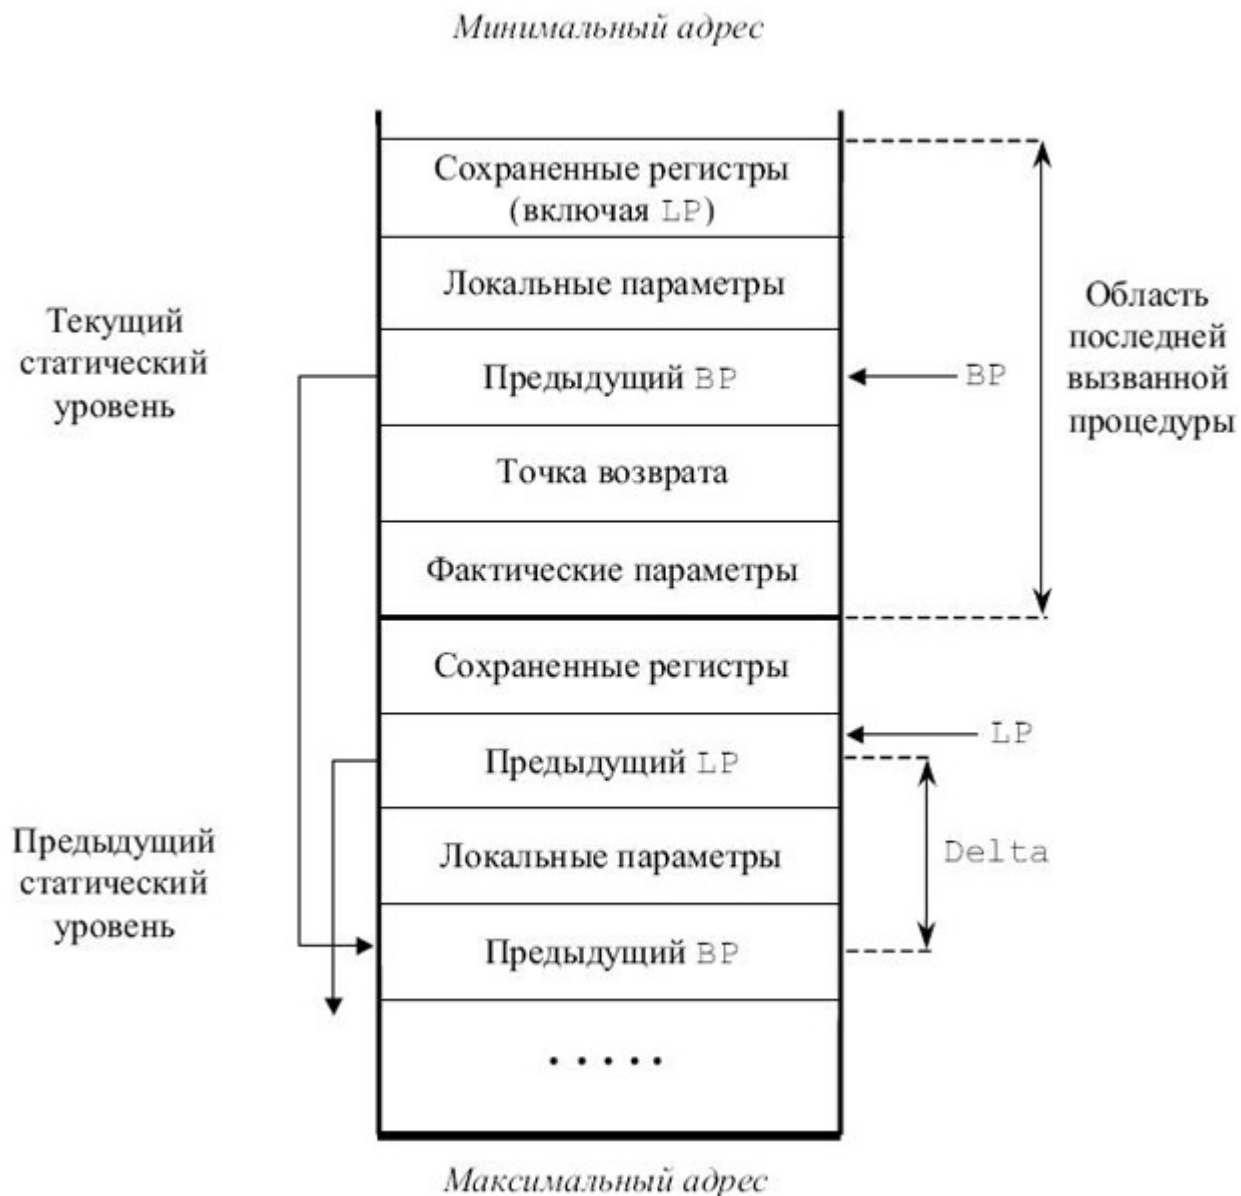 Минимальный адрес
Сохраненные регистры
(включая LP)
Локальные параметры
Текущий
статический
уровень
Предыдущий BP
BP
Область
последней
вызванной
процедуры
Точка возврата
Фактические параметры
Сохраненные регистры
LP
Предыдущий LP
Предыдущий
статический
уровень
Локальные параметры
Delta
Предыдущий BP
.....
Максимальный адрес